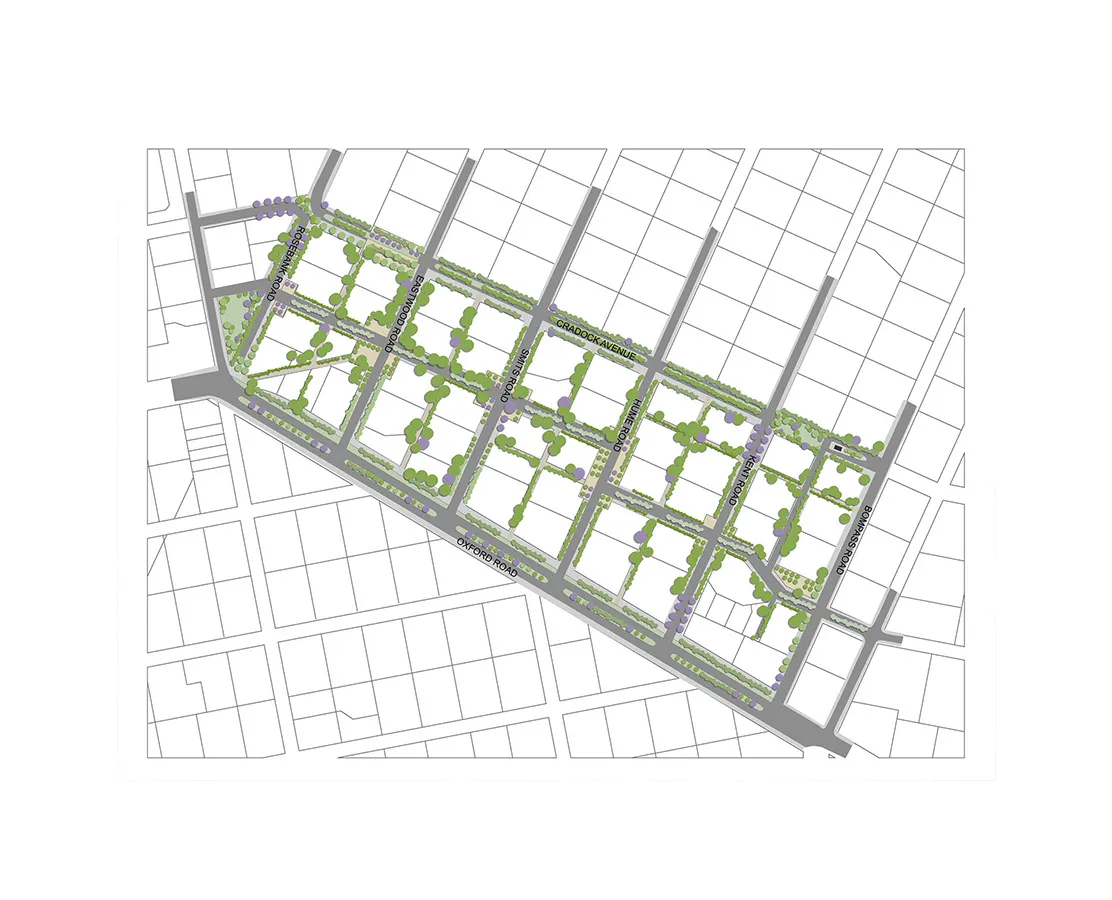 ROSEBANK ROAD
EASTWOOD ROAD
CRADOCK AVENUE
SMITS ROAD
HUME ROAD
KENT ROAD
BOMPASS ROAD
OXFORD ROAD